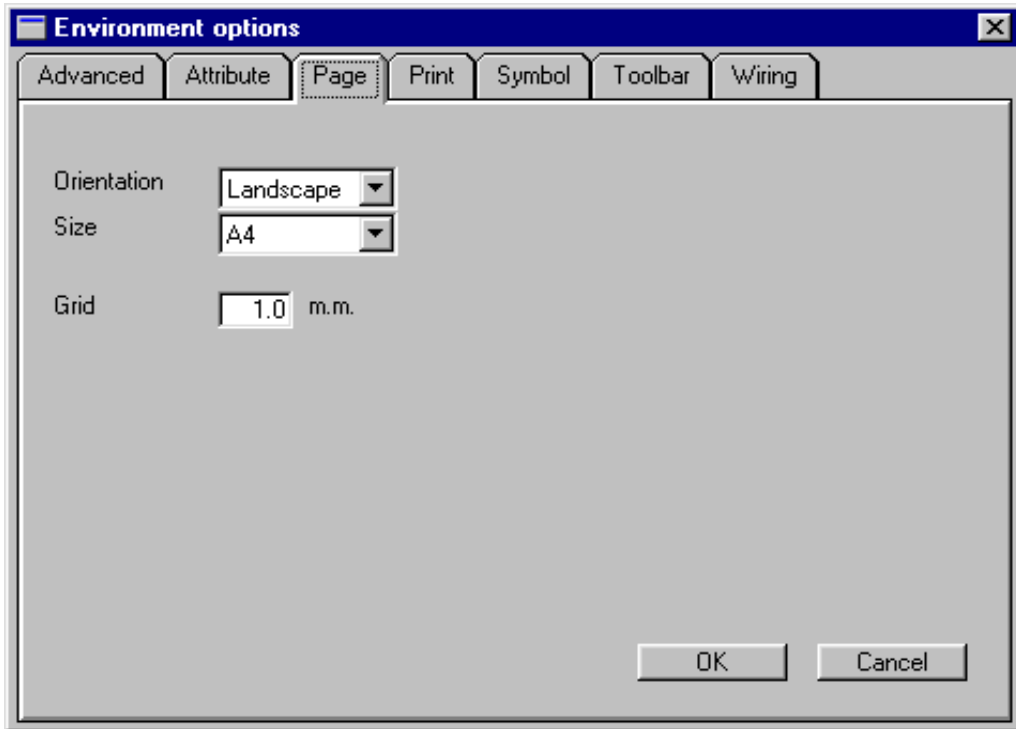 Environment options
Advanced Attribute Page Print Symbol Toolbar Wiring
Orientation Landscape
Size A4
Grid 1.0 m.m.
OK Cancel